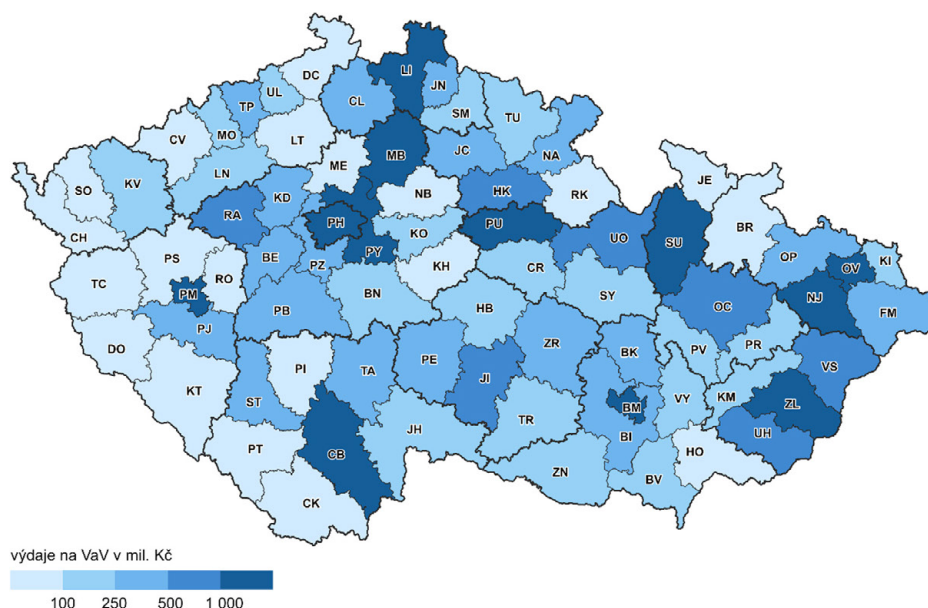 DC
LI
UL
JN
TP
CL
SM
TU
MO
CV
LT
MB
JC
NA
ME
LN
SO
KV
KD
NB
HK
RK
JE
RA
PH
KO
PU
BR
CH
UO
SU
PY
PS
BE
PZ
OP
OV
KI
TC
RO
KH
CR
PM
BN
SY
NJ
PB
HB
OC
FM
PJ
DO
PI
TA
PE
ZR
BK
PV
PR
VS
KT
ST
JI
BM
VY
KM
ZL
TR
JH
BI
UH
PT
CB
HO
ZN
BV
CK
výdaje na VaV v mil. Kč
100 250 500 1 000